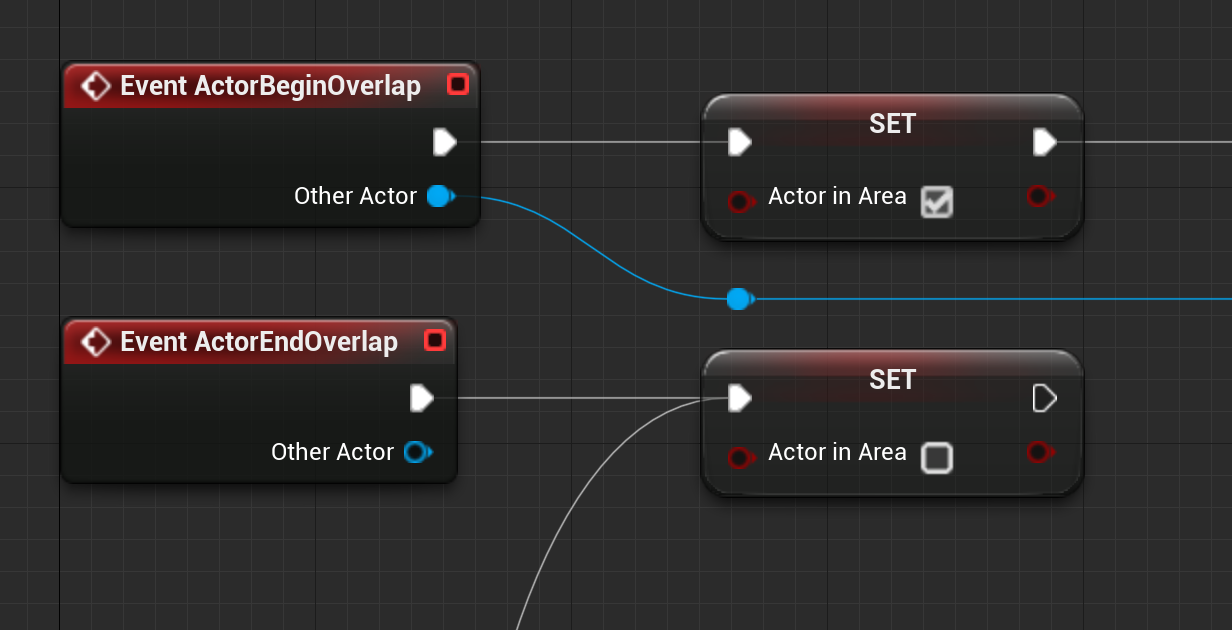 Event ActorBeginOverlap
Other Actor
SET
Actor in Area
Event ActorEndOverlap
Other Actor
SET
Actor in Area